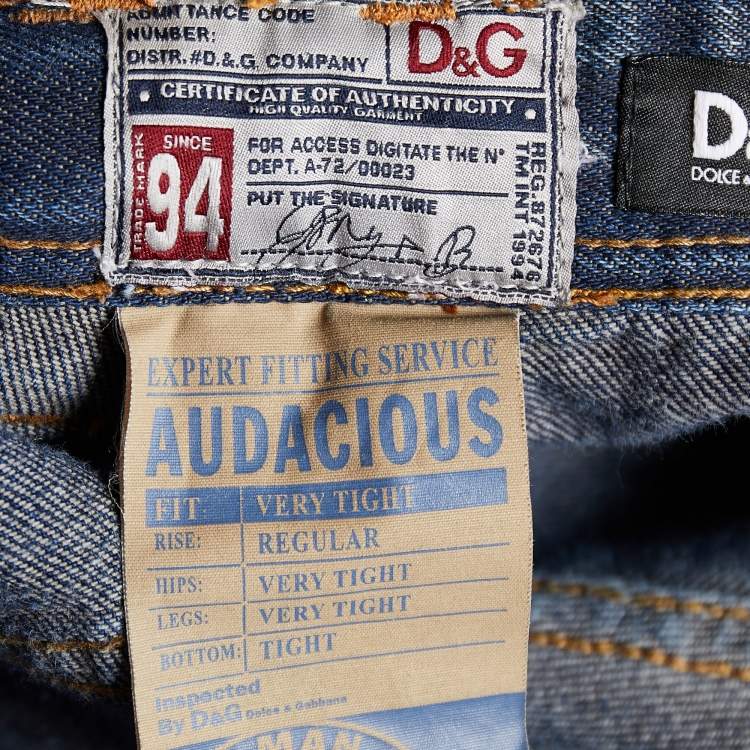 ADMITTANCE CODE
NUMBER:
DISTR.#D.&.G. COMPANY
D&G
• CERTIFICATE OF AUTHENTICITY •
HIGH QUALITY GARMENT
TRADE MARK
SINCE
94
FOR ACCESS DIGITATE THE N°
DEPT. A-72/00023
PUT THE SIGNATURE
REG.872676
TM INT 1994
D&
DOLCE &
EXPERT FITTING SERVICE
AUDACIOUS
FIT: VERY TIGHT
RISE: REGULAR
HIPS: VERY TIGHT
LEGS: VERY TIGHT
BOTTOM: TIGHT
Inspected
By D&G Dolce & Gabbana
MAN